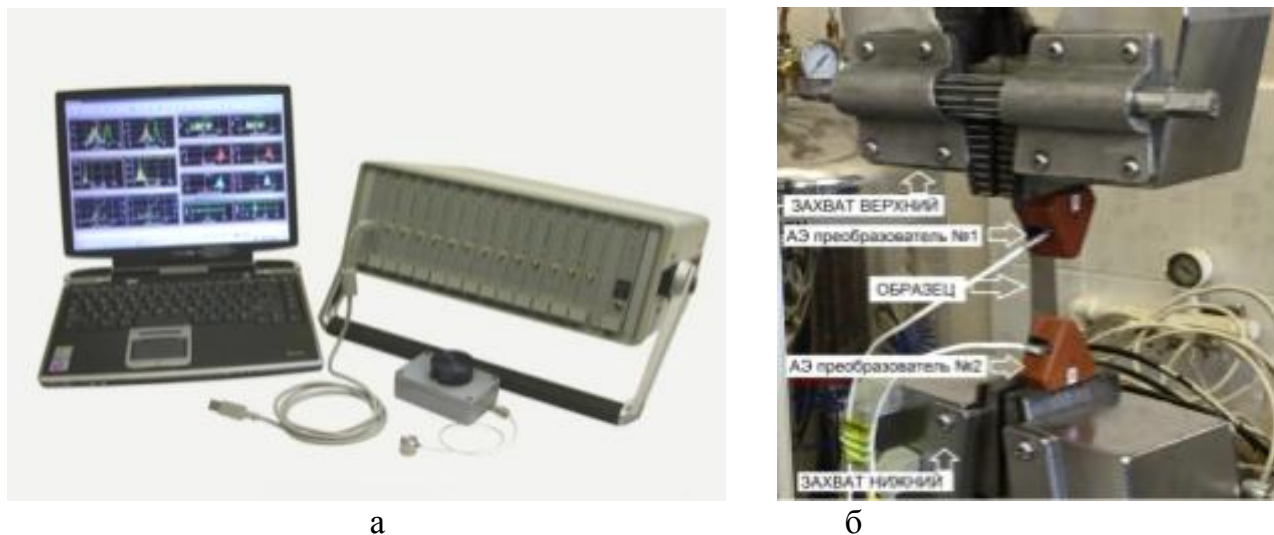 ЗАХВАТ ВЕРХНИЙ
АЭ преобразователь №1
ОБРАЗЕЦ
АЭ преобразователь №2
ЗАХВАТ НИЖНИЙ
а
б